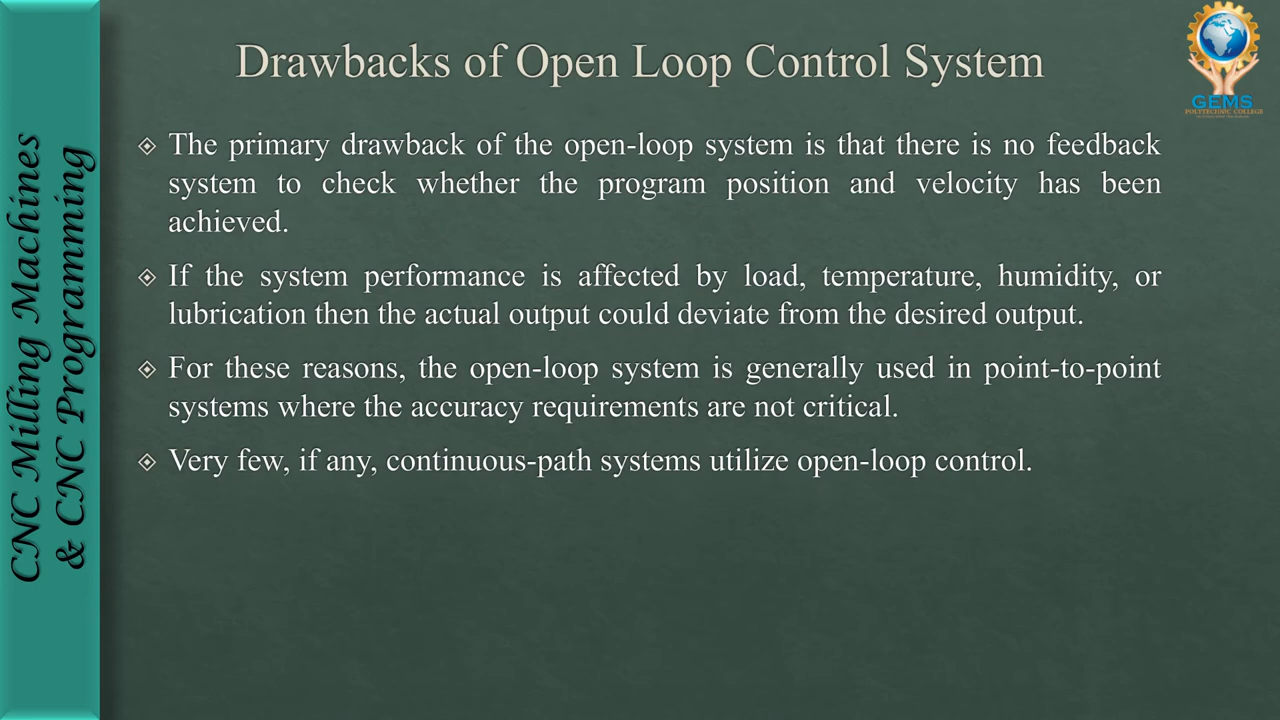 Drawbacks of Open Loop Control System
The primary drawback of the open-loop system is that there is no feedback
system to check whether the program position and velocity has been
achieved.
If the system performance is affected by load, temperature, humidity, or
lubrication then the actual output could deviate from the desired output.
For these reasons, the open-loop system is generally used in point-to-point
systems where the accuracy requirements are not critical.
Very few, if any, continuous-path systems utilize open-loop control.
CNC Milling Machines
& CNC Programming
GEMS
POLYTECHNIC COLLEGE